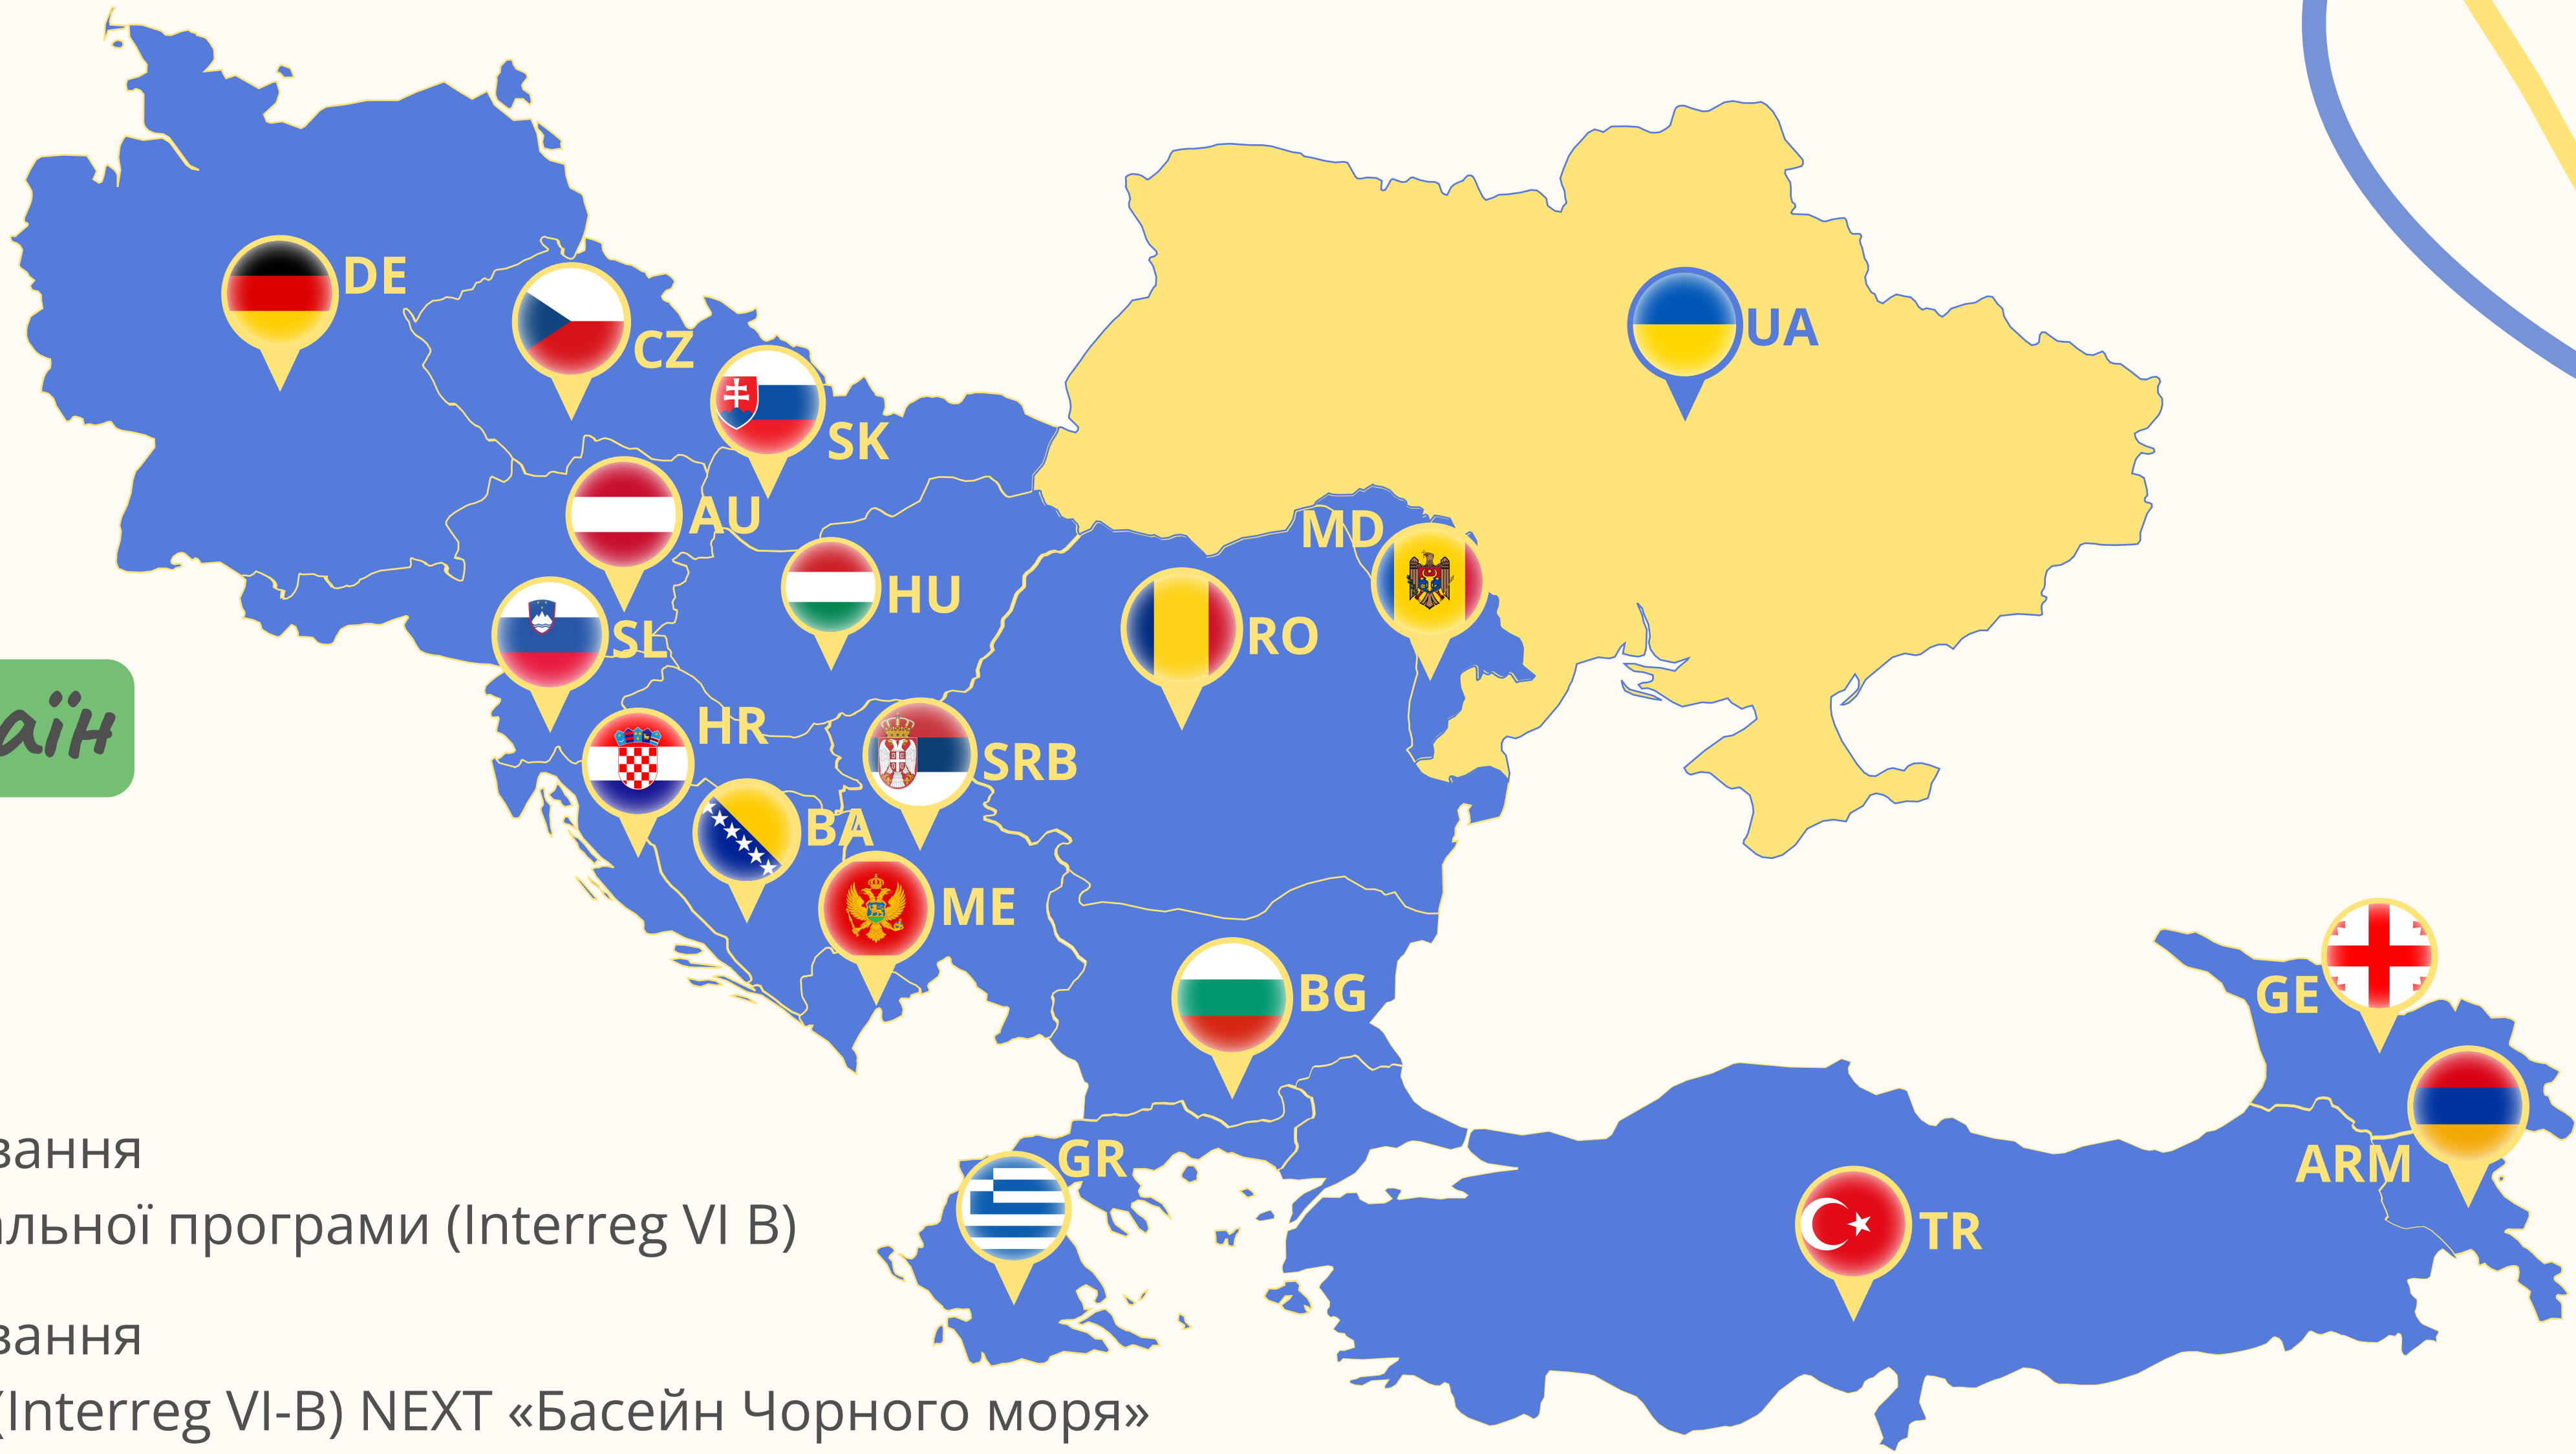 DE
CZ
UA
SK
AU
MD
HU
RO
SL
HR
SRB
BA
ME
BG
GE
GR
ARM
TR
аїн
вання
альної програми (Interreg VI B)
вання
(Interreg VI-B) NEXT «Басейн Чорного моря»